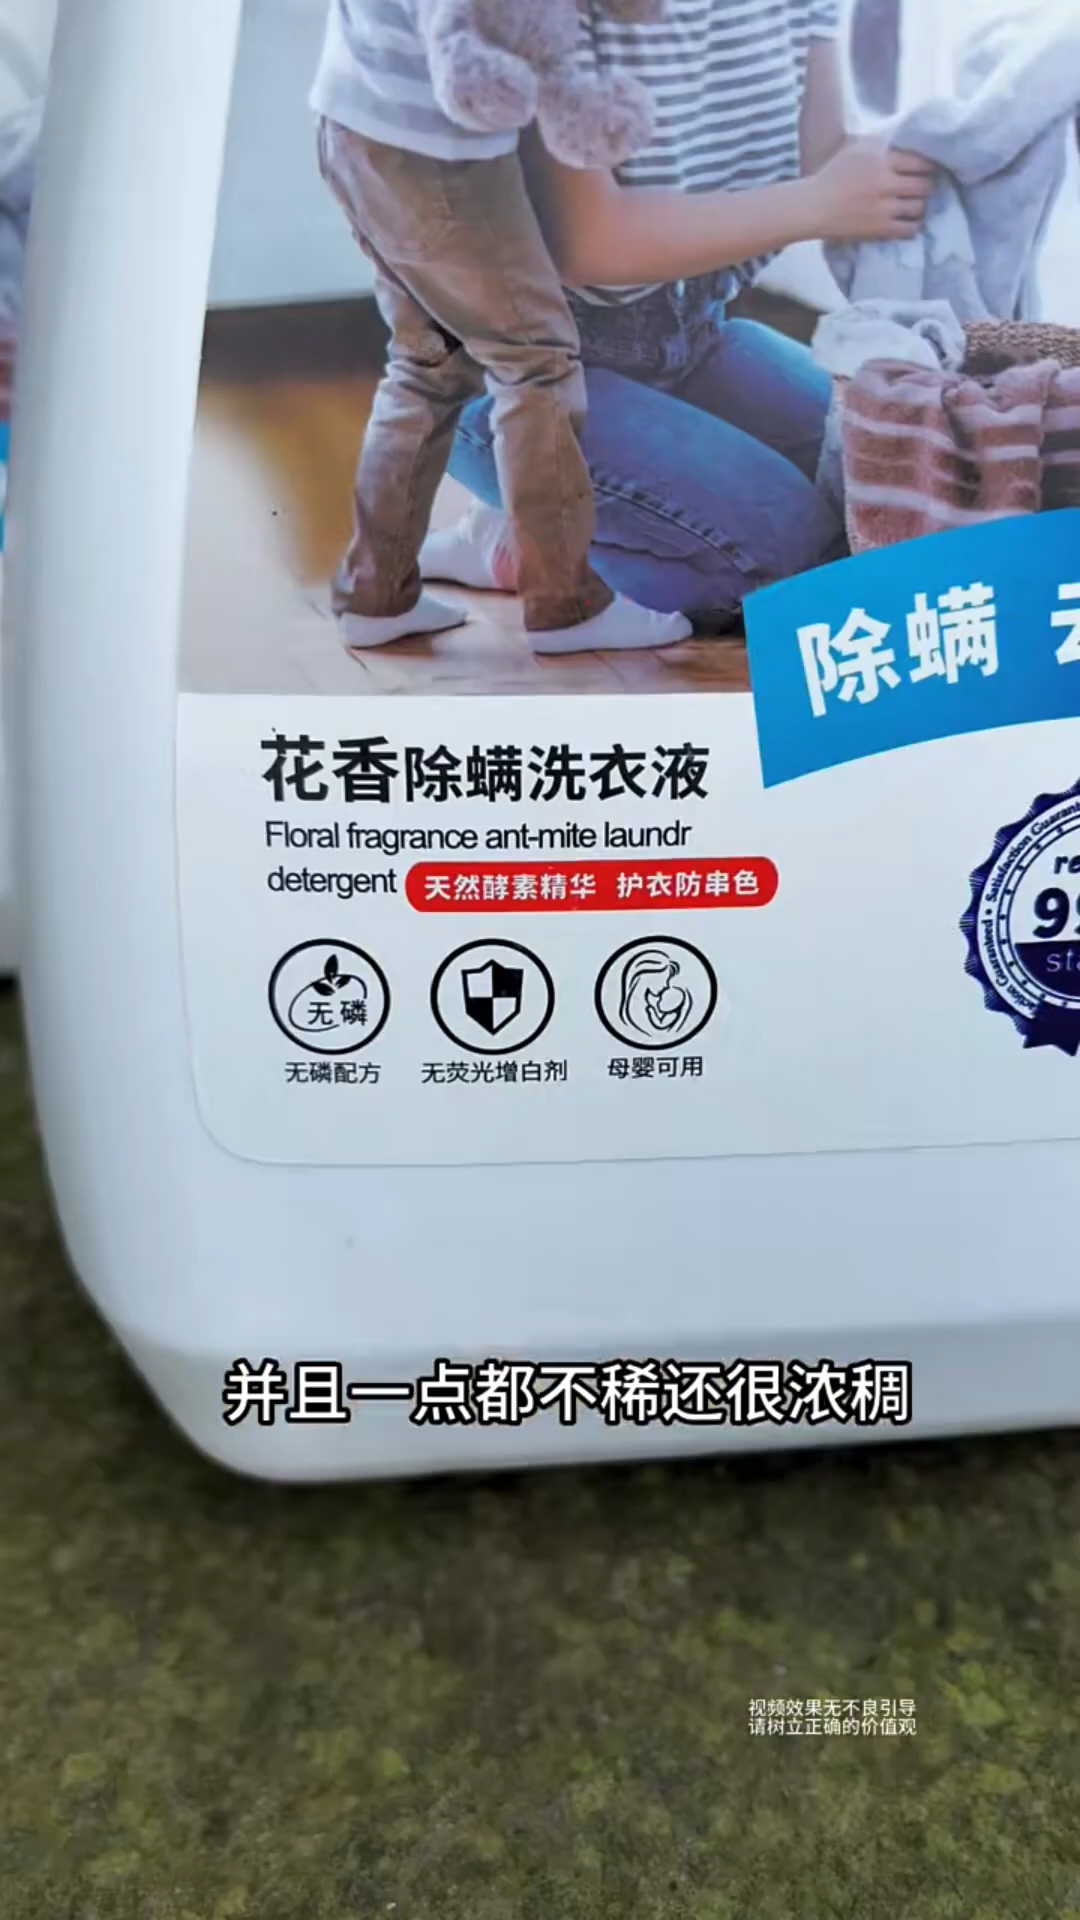 除螨
花香除螨洗衣液
Floral fragrance ant-mite laundr
detergent 天然酵素精华 护衣防串色
Satisfaction Guarant
无磷
无磷配方 无荧光增白剂 母婴可用
并且一点都不稀还很浓稠
视频效果无不良引导
请树立正确的价值观